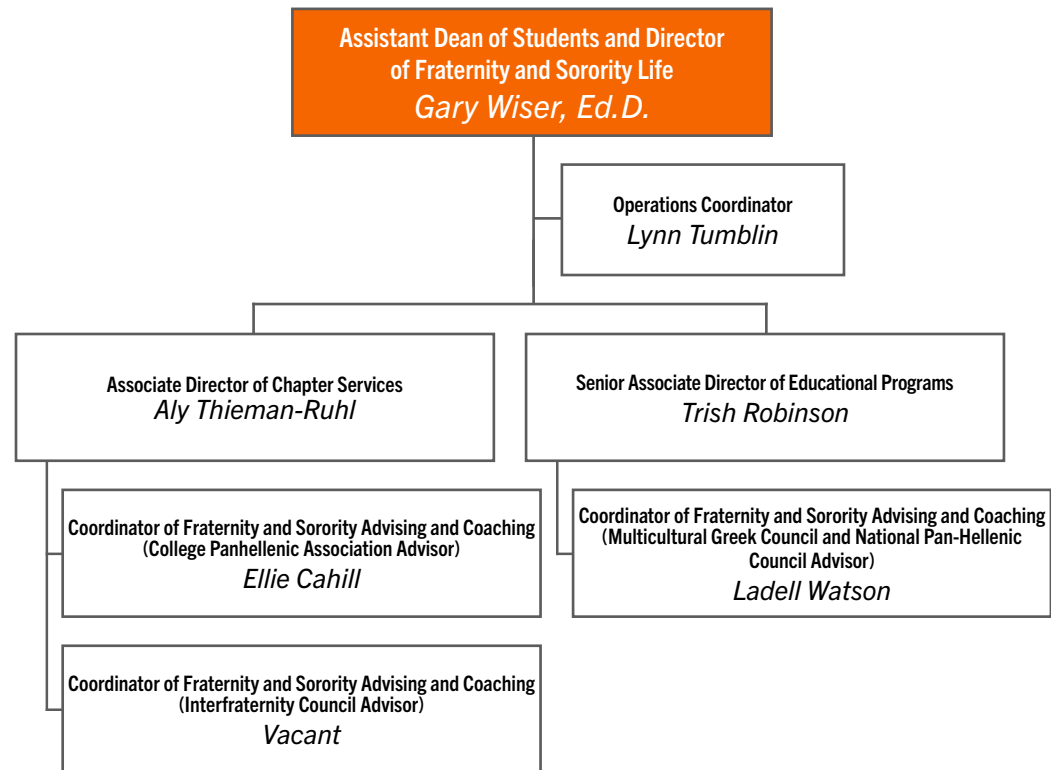 Assistant Dean of Students and Director
of Fraternity and Sorority Life
Gary Wiser, Ed.D.
Operations Coordinator
Lynn Tumblin
Associate Director of Chapter Services
Aly Thieman-Ruhl
Senior Associate Director of Educational Programs
Trish Robinson
Coordinator of Fraternity and Sorority Advising and Coaching
(College Panhellenic Association Advisor)
Ellie Cahill
Coordinator of Fraternity and Sorority Advising and Coaching
(Multicultural Greek Council and National Pan-Hellenic
Council Advisor)
Ladell Watson
Coordinator of Fraternity and Sorority Advising and Coaching
(Interfraternity Council Advisor)
Vacant